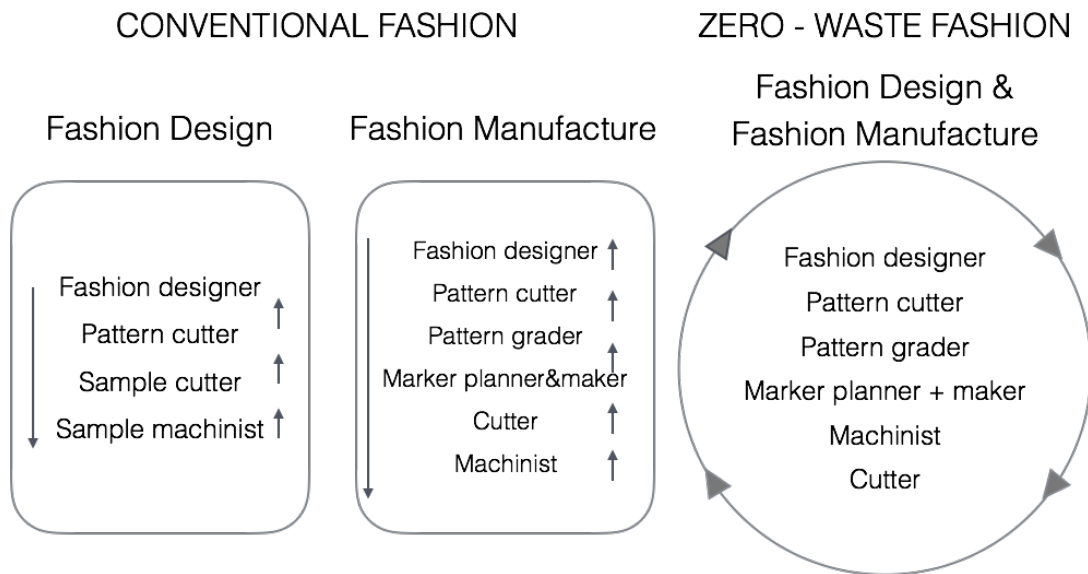 CONVENTIONAL FASHION
ZERO - WASTE FASHION
Fashion Design
Fashion Manufacture
Fashion Design &
Fashion Manufacture
Fashion designer
Pattern cutter
Sample cutter
Sample machinist
Fashion designer
Pattern cutter
Pattern grader
Marker planner&maker
Cutter
Machinist
Fashion designer
Pattern cutter
Pattern grader
Marker planner + maker
Machinist
Cutter